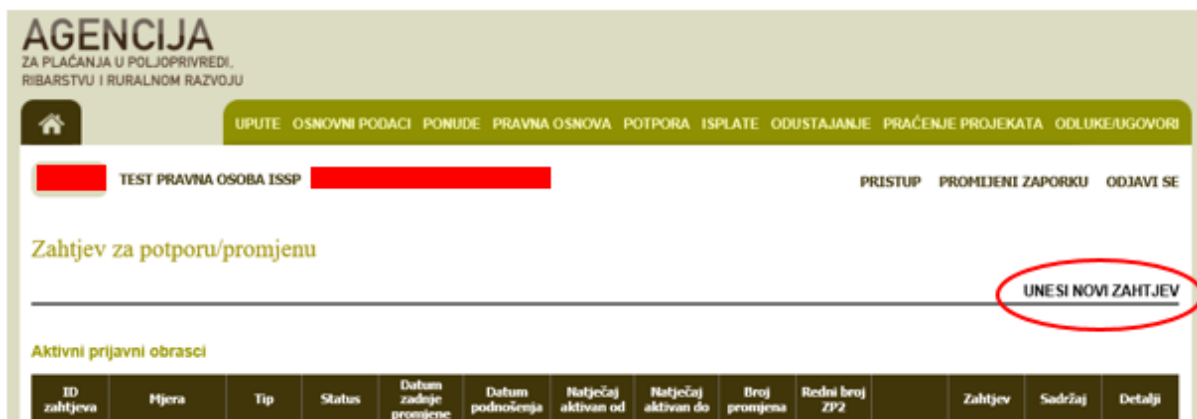 AGENCIJA
ZA PLAĆANJA U POLJOPRIVREDI,
RIBARSTVU I RURALNOM RAZVOJU
UPUTE OSNOVNI PODACI PONUDE PRAVNA OSNOVA POTPORA ISPLATE ODUSTAJANJE PRAĆENJE PROJEKATA ODLUKE/UGOVORI
TEST PRAVNA OSOBA ISSP PRISTUP PROMIJENI ZAPORKU ODJAVI SE
Zahtjev za potporu/promjenu
UNESI NOVI ZAHTJEV
Aktivni prijavni obrasci
ID zahtjeva Mjera Tip Status Datum zadnje promjene Datum podnošenja Natječaj aktivan od Natječaj aktivan do Broj promjena Redni broj ZP2 Zahtjev Sadržaj Detalji